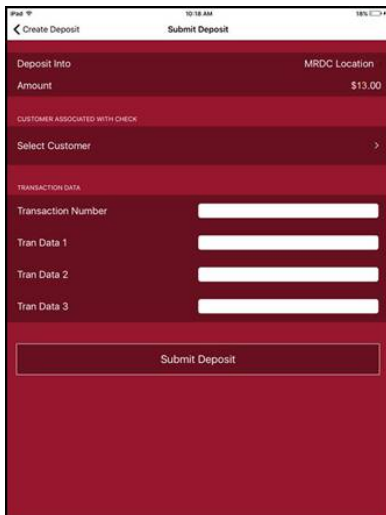 iPad 10:18 AM 18%
Create Deposit Submit Deposit
Deposit Into MRDC Location
Amount $13.00
CUSTOMER ASSOCIATED WITH CHECK
Select Customer
TRANSACTION DATA
Transaction Number
Tran Data 1
Tran Data 2
Tran Data 3
Submit Deposit